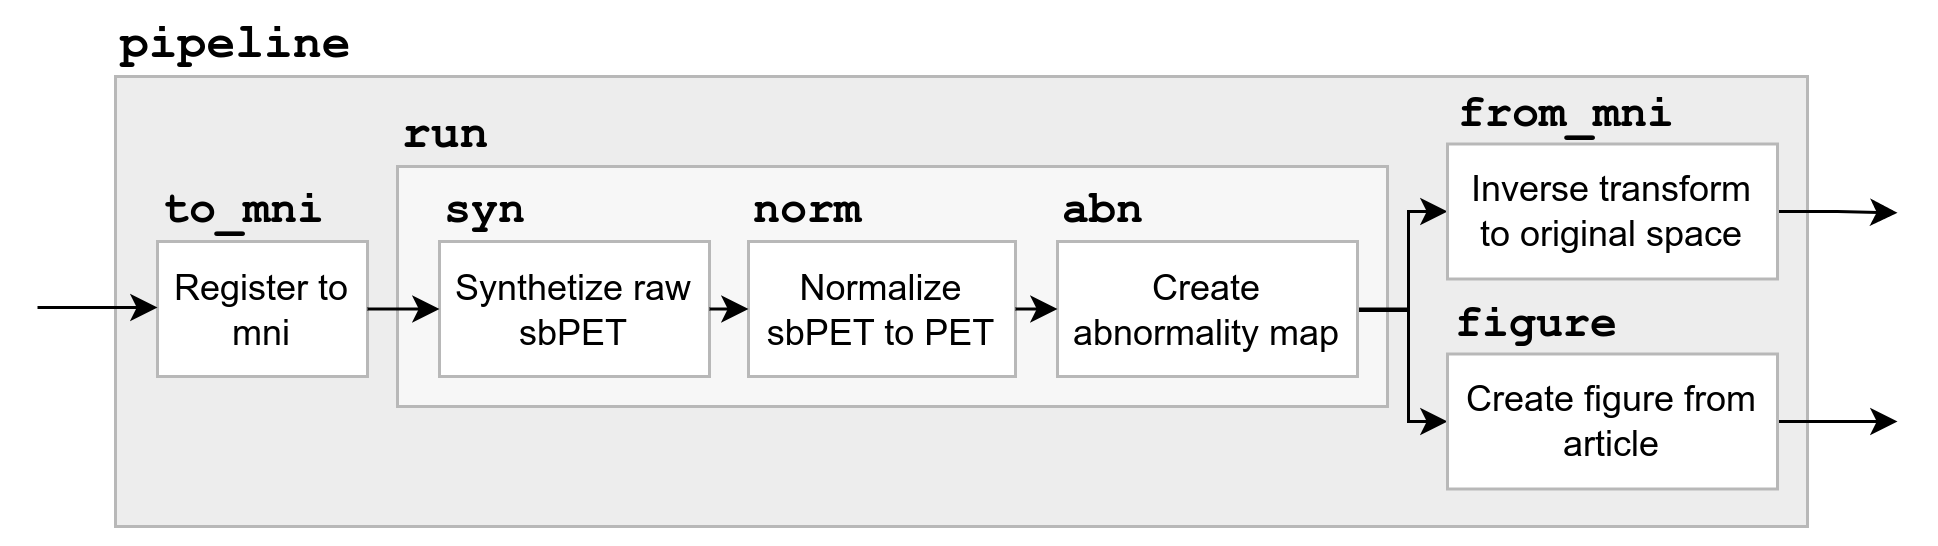 pipeline
run
to_mni
Register to
mni
syn
Synthetize raw
sbPET
norm
Normalize
sbPET to PET
abn
Create
abnormality map
from_mni
Inverse transform
to original space
figure
Create figure from
article